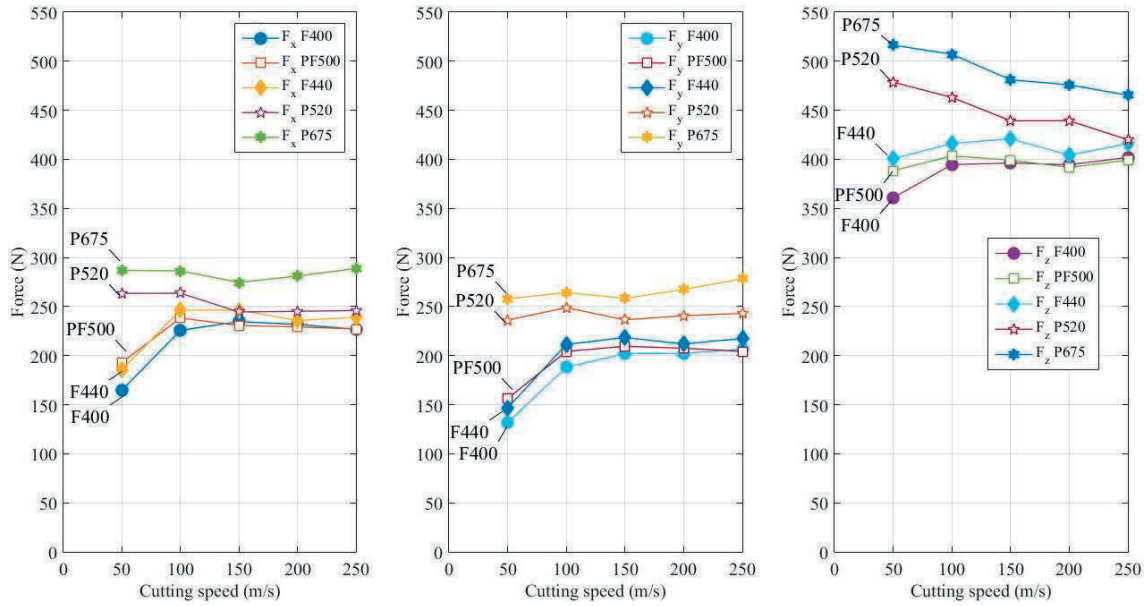 550
500
450
400
350
300
250
200
150
100
50
0
0 50 100 150 200 250
Force (N)
Cutting speed (m/s)
Fx F400
Fx PF500
Fx F440
Fx P520
Fx P675
P675
P520
PF500
F440
F400
550
500
450
400
350
300
250
200
150
100
50
0
0 50 100 150 200 250
Force (N)
Cutting speed (m/s)
Fy F400
Fy PF500
Fy F440
Fy P520
Fy P675
P675
P520
PF500
F440
F400
550
500
450
400
350
300
250
200
150
100
50
0
0 50 100 150 200 250
Force (N)
Cutting speed (m/s)
P675
P520
F440
PF500
F400
Fz F400
Fz PF500
Fz F440
Fz P520
Fz P675